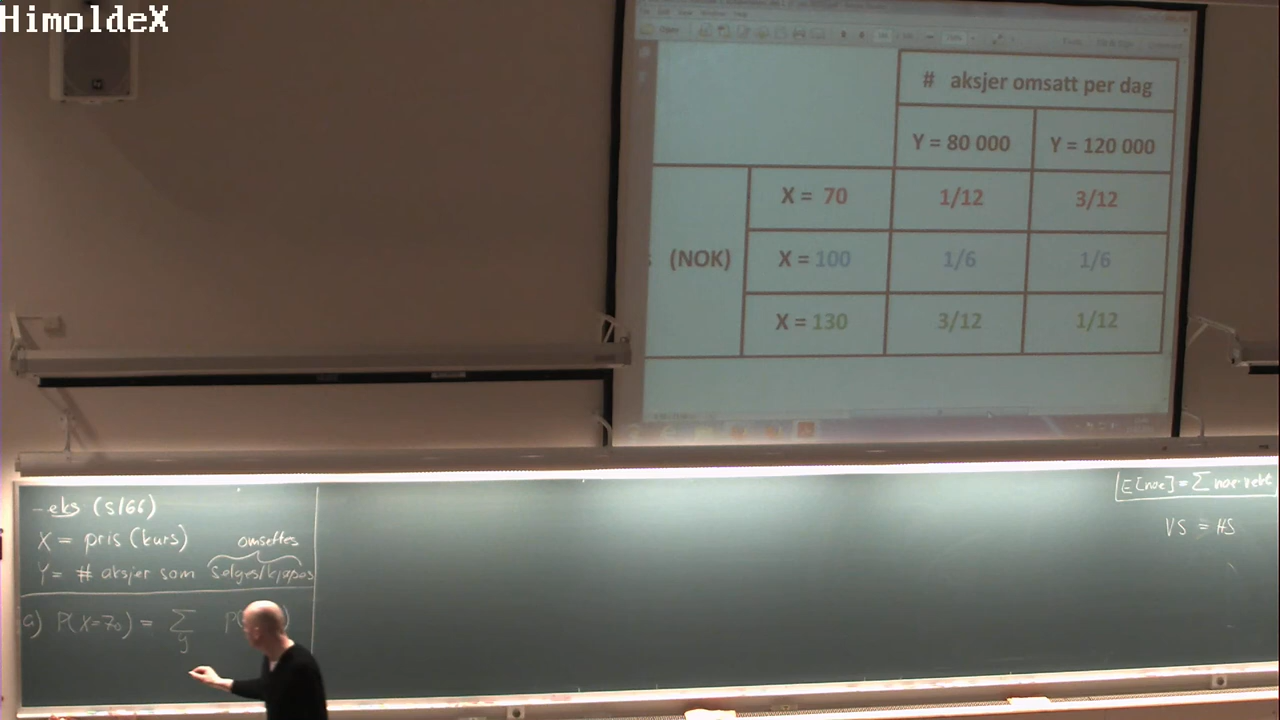 HimoldeX
# aksjer omsatt per dag
Y = 80 000 Y = 120 000
X = 70 1/12 3/12
(NOK) X = 100 1/6 1/6
X = 130 3/12 1/12
- eks (S166)
X = pris (kurs) omsettes
Y = # aksjer som selges/kjøpes
a) P(X=70) = Σ P(
y
E[noe] = Σ noe · vekt
VS = HS